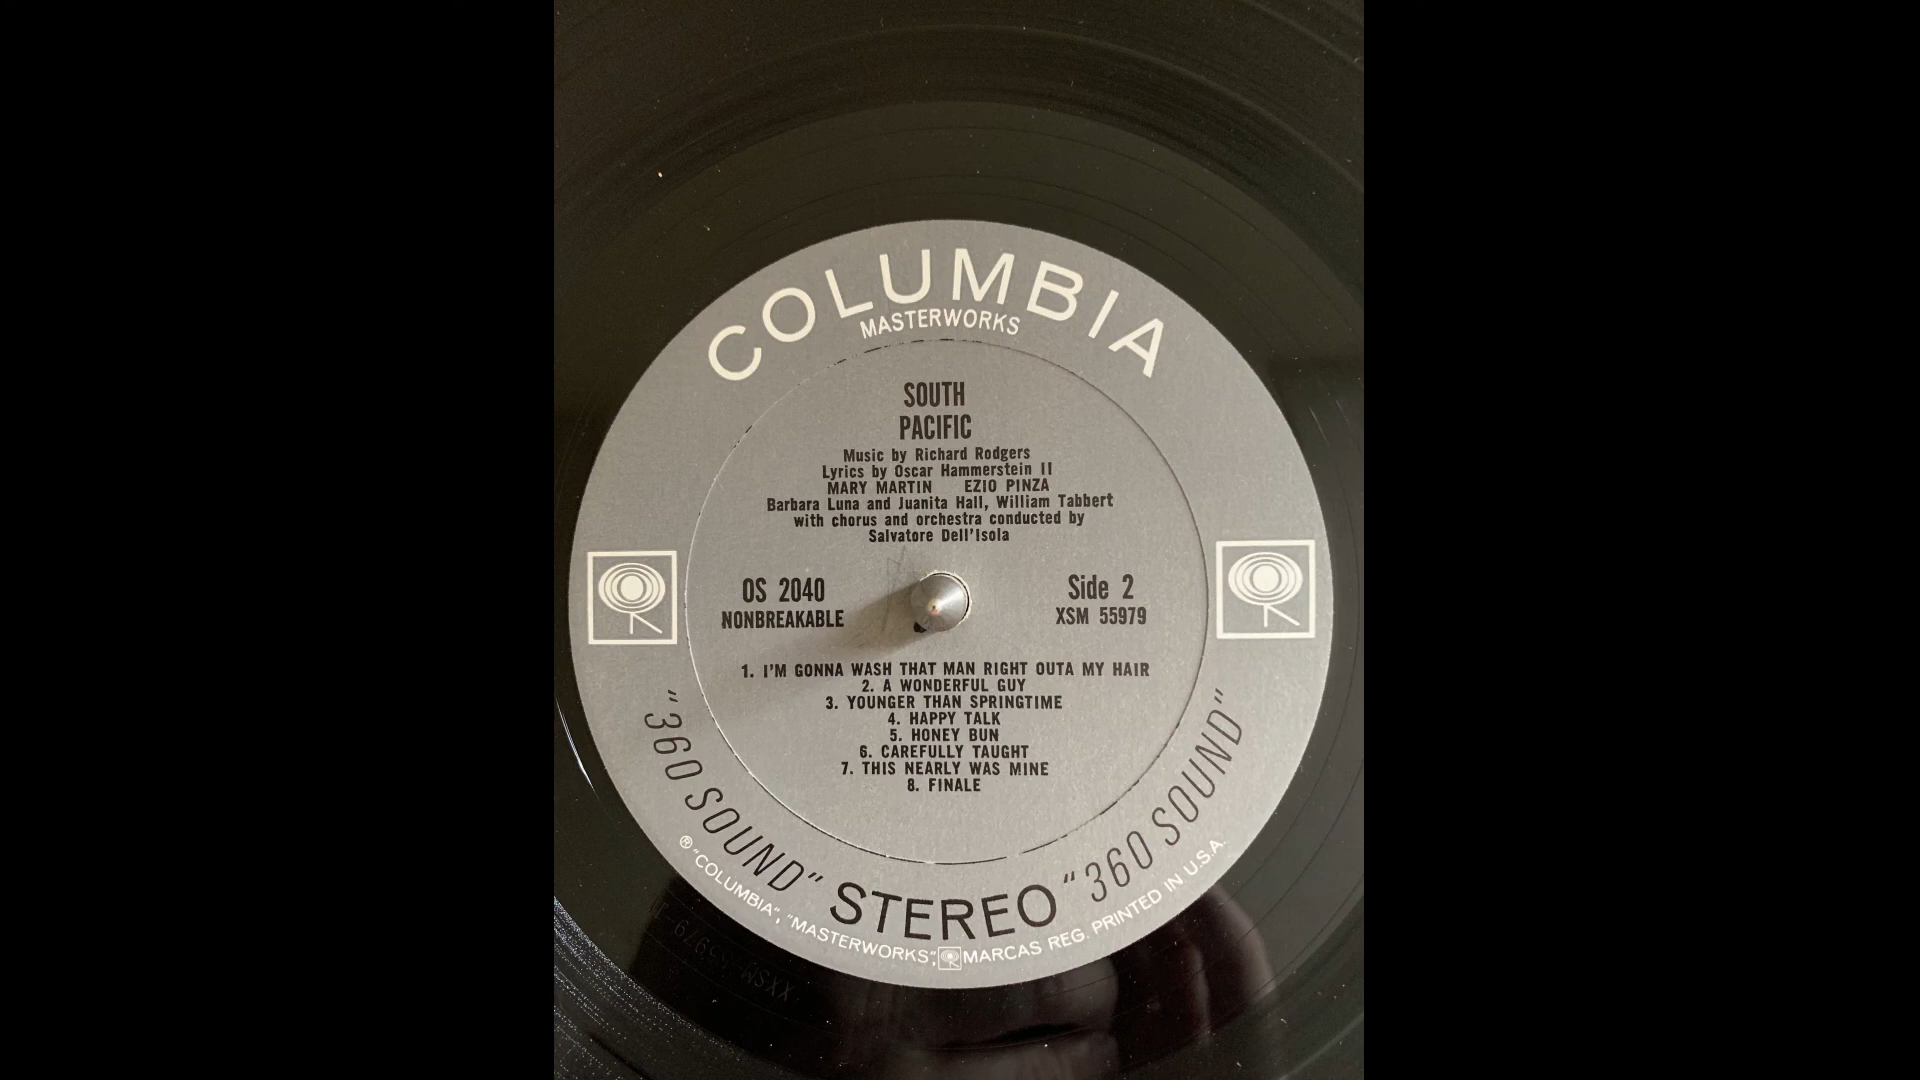 COLUMBIA
MASTERWORKS
SOUTH
PACIFIC
Music by Richard Rodgers
Lyrics by Oscar Hammerstein II
MARY MARTIN EZIO PINZA
Barbara Luna and Juanita Hall, William Tabbert
with chorus and orchestra conducted by
Salvatore Dell'Isola
OS 2040
NONBREAKABLE
Side 2
XSM 55979
1. I'M GONNA WASH THAT MAN RIGHT OUTA MY HAIR
2. A WONDERFUL GUY
3. YOUNGER THAN SPRINGTIME
4. HAPPY TALK
5. HONEY BUN
6. CAREFULLY TAUGHT
7. THIS NEARLY WAS MINE
8. FINALE
"360 SOUND" STEREO "360 SOUND"
® "COLUMBIA", "MASTERWORKS", MARCAS REG. PRINTED IN U.S.A.